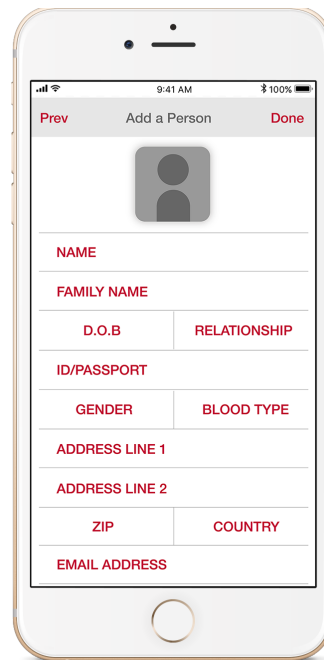 9:41 AM 100%
Prev Add a Person Done
NAME
FAMILY NAME
D.O.B RELATIONSHIP
ID/PASSPORT
GENDER BLOOD TYPE
ADDRESS LINE 1
ADDRESS LINE 2
ZIP COUNTRY
EMAIL ADDRESS